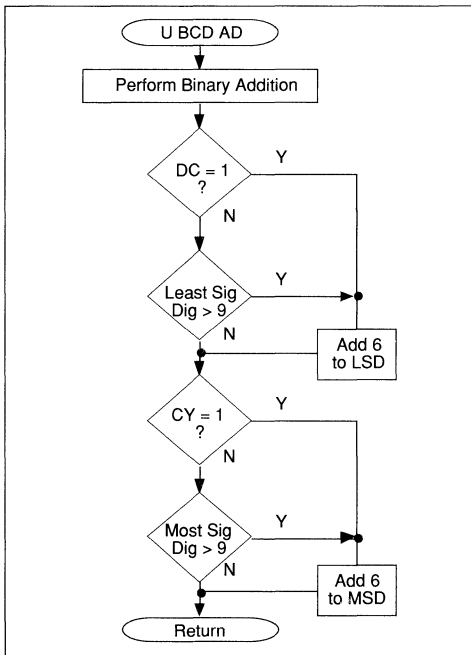 U BCD AD
Perform Binary Addition
DC = 1
?
Y
N
Least Sig
Dig > 9
Y
N
Add 6
to LSD
CY = 1
?
Y
N
Most Sig
Dig > 9
Y
N
Add 6
to MSD
Return